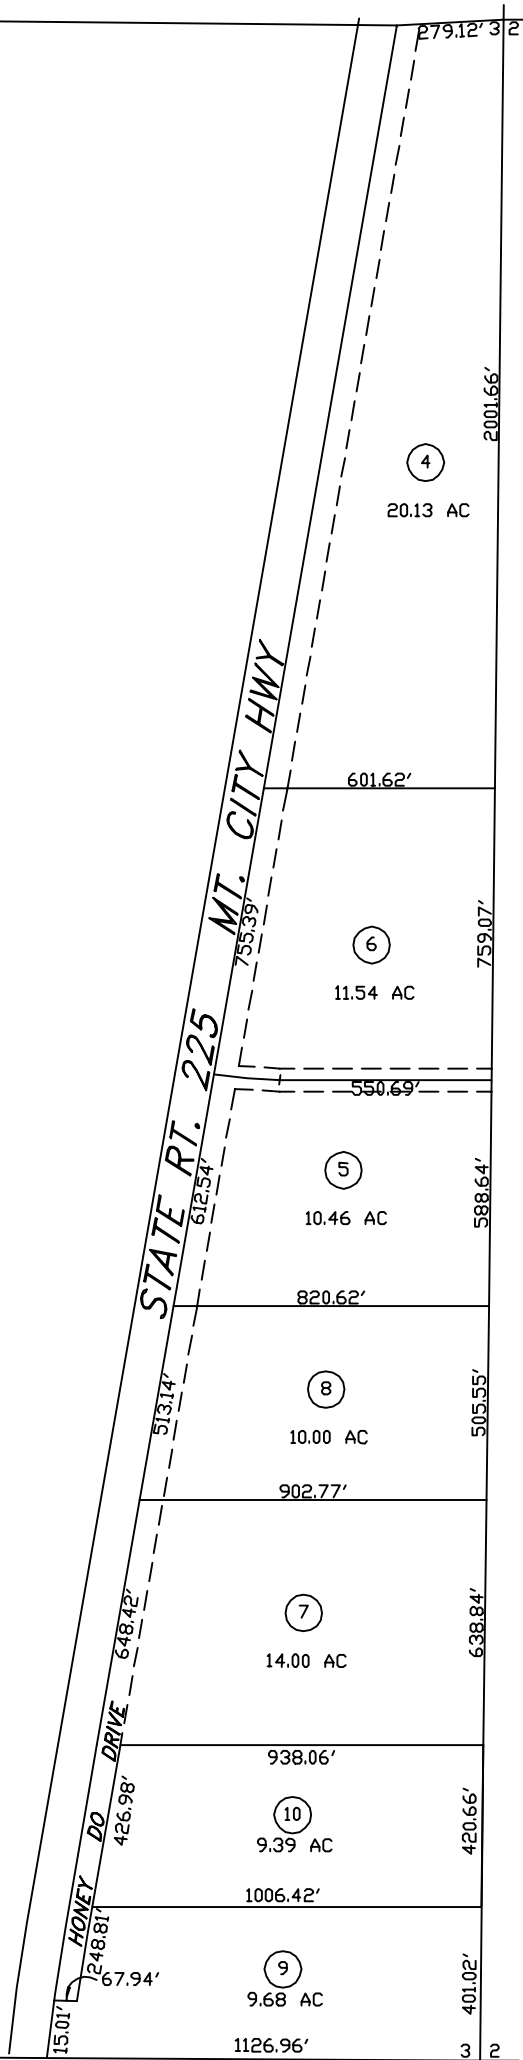 279.12' 3 2
2001.66'
4
20.13 AC
601.62'
MT. CITY HWY
755.39'
759.07'
6
11.54 AC
550.69'
STATE RT. 225
612.54'
588.64'
5
10.46 AC
820.62'
513.14'
505.55'
8
10.00 AC
902.77'
648.42'
638.84'
7
14.00 AC
HONEY DO DRIVE
938.06'
426.98'
420.66'
10
9.39 AC
1006.42'
248.81'
67.94'
9
9.68 AC
401.02'
15.01'
1126.96'
3 2